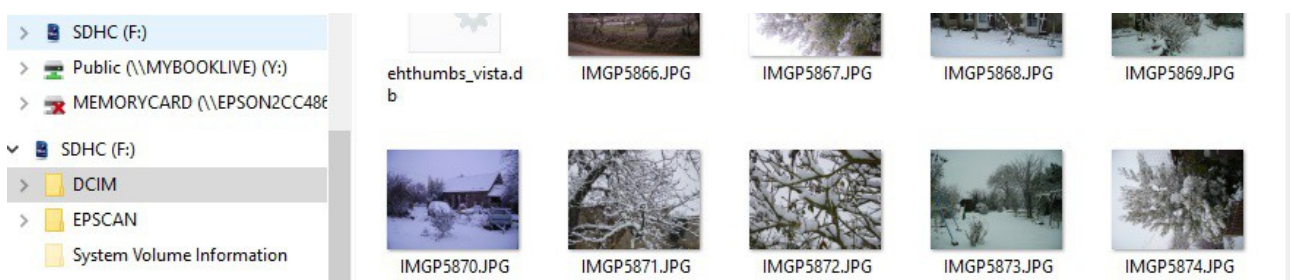 SDHC (F:)
Public (\\MYBOOKLIVE) (Y:)
MEMORYCARD (\\EPSON2CC486
SDHC (F:)
DCIM
EPSCAN
System Volume Information
ehthumbs_vista.d
b
IMGP5866.JPG
IMGP5867.JPG
IMGP5868.JPG
IMGP5869.JPG
IMGP5870.JPG
IMGP5871.JPG
IMGP5872.JPG
IMGP5873.JPG
IMGP5874.JPG